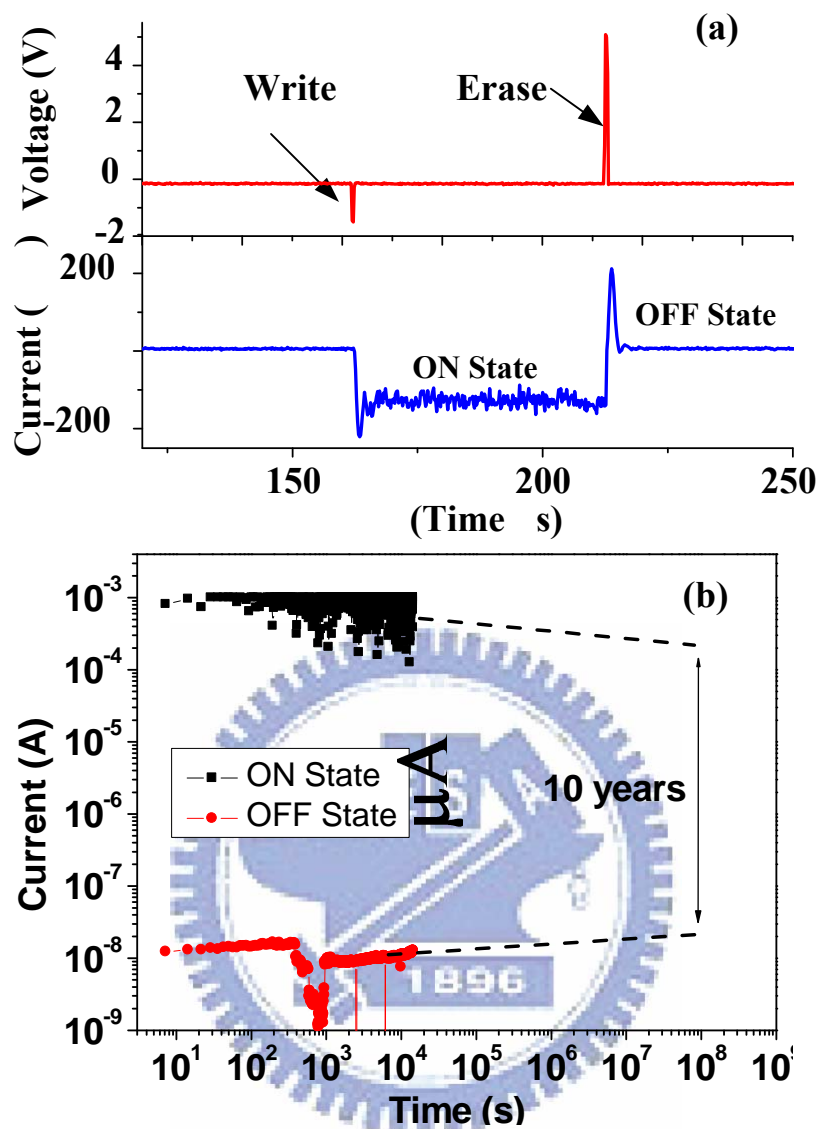 (a)
Voltage (V)
4
2
0
-2
Write
Erase
Current ( )
200
-200
ON State
OFF State
150
200
250
(Time s)
(b)
Current (A)
10-3
10-4
10-5
10-6
10-7
10-8
10-9
ON State
OFF State
μA
10 years
1896
101
102
103
104
105
106
107
108
109
Time (s)